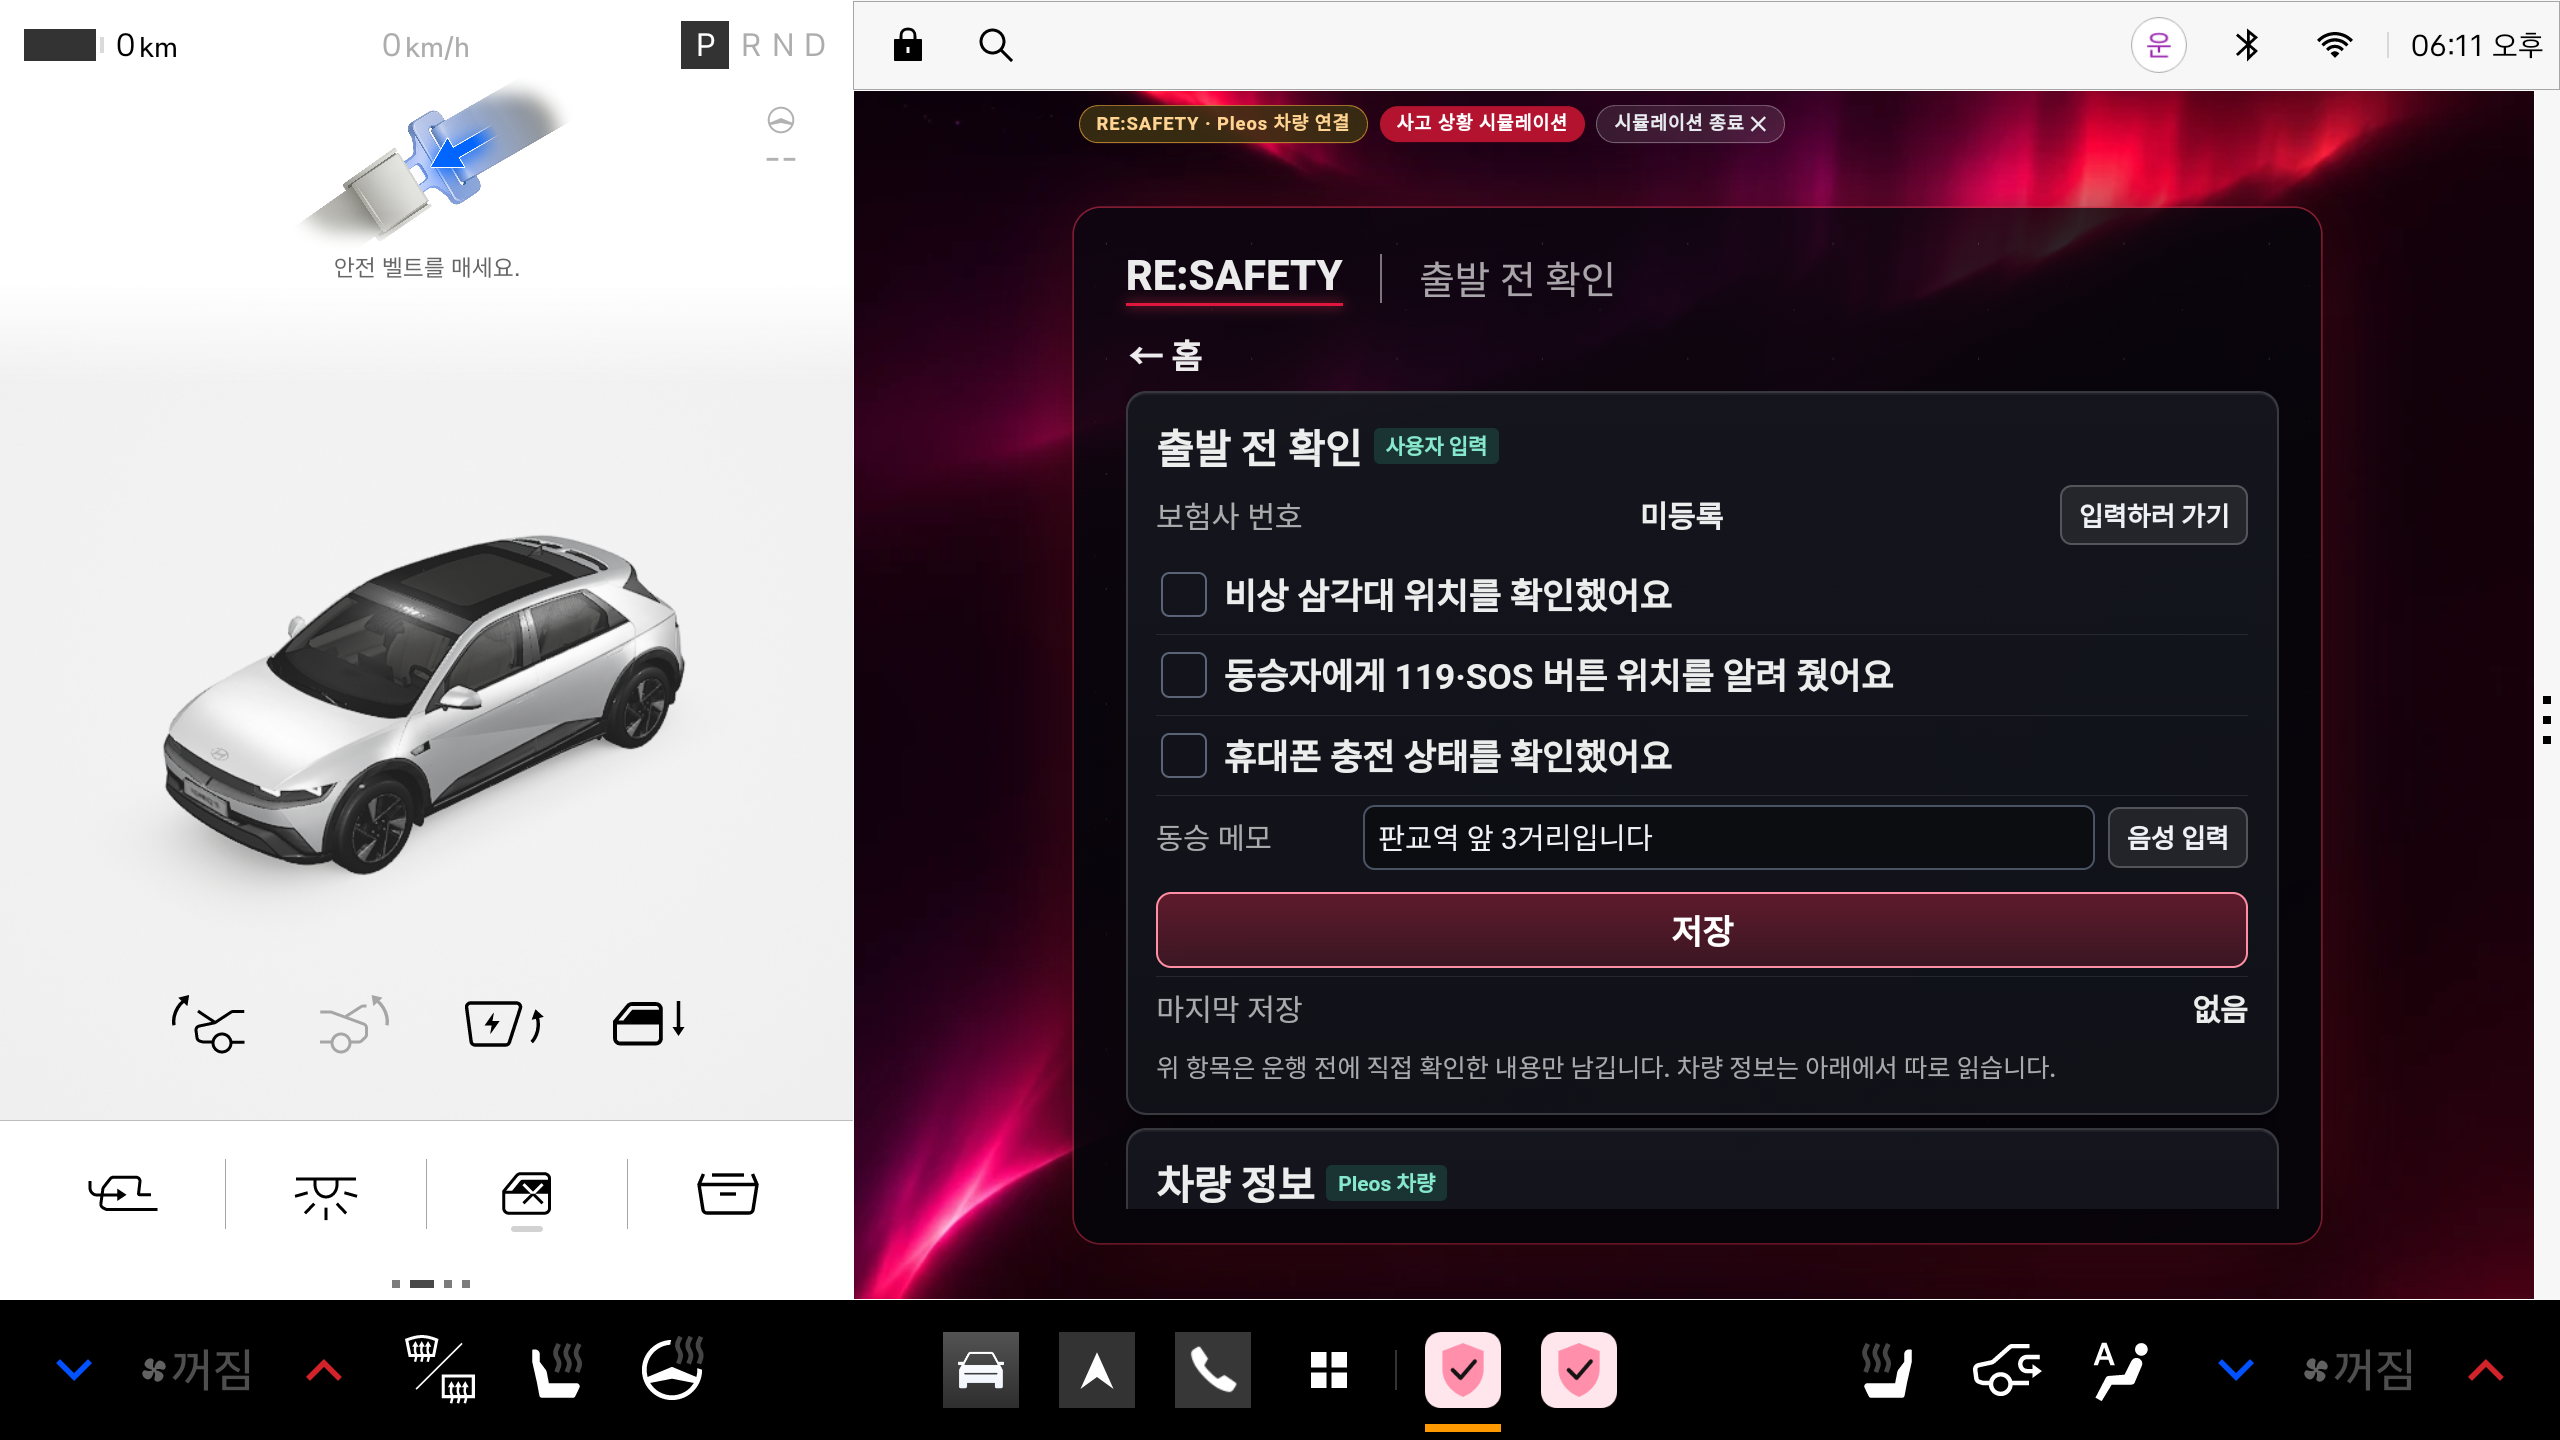 0 km
0 km/h
P R N D
안전 벨트를 매세요.
운
06:11 오후
RE:SAFETY · Pleos 차량 연결
사고 상황 시뮬레이션
시뮬레이션 종료 ✕
RE:SAFETY
출발 전 확인
← 홈
출발 전 확인
사용자 입력
보험사 번호
미등록
입력하러 가기
비상 삼각대 위치를 확인했어요
동승자에게 119·SOS 버튼 위치를 알려 줬어요
휴대폰 충전 상태를 확인했어요
동승 메모
판교역 앞 3거리입니다
음성 입력
저장
마지막 저장
없음
위 항목은 운행 전에 직접 확인한 내용만 남깁니다. 차량 정보는 아래에서 따로 읽습니다.
차량 정보
Pleos 차량
꺼짐
A
꺼짐